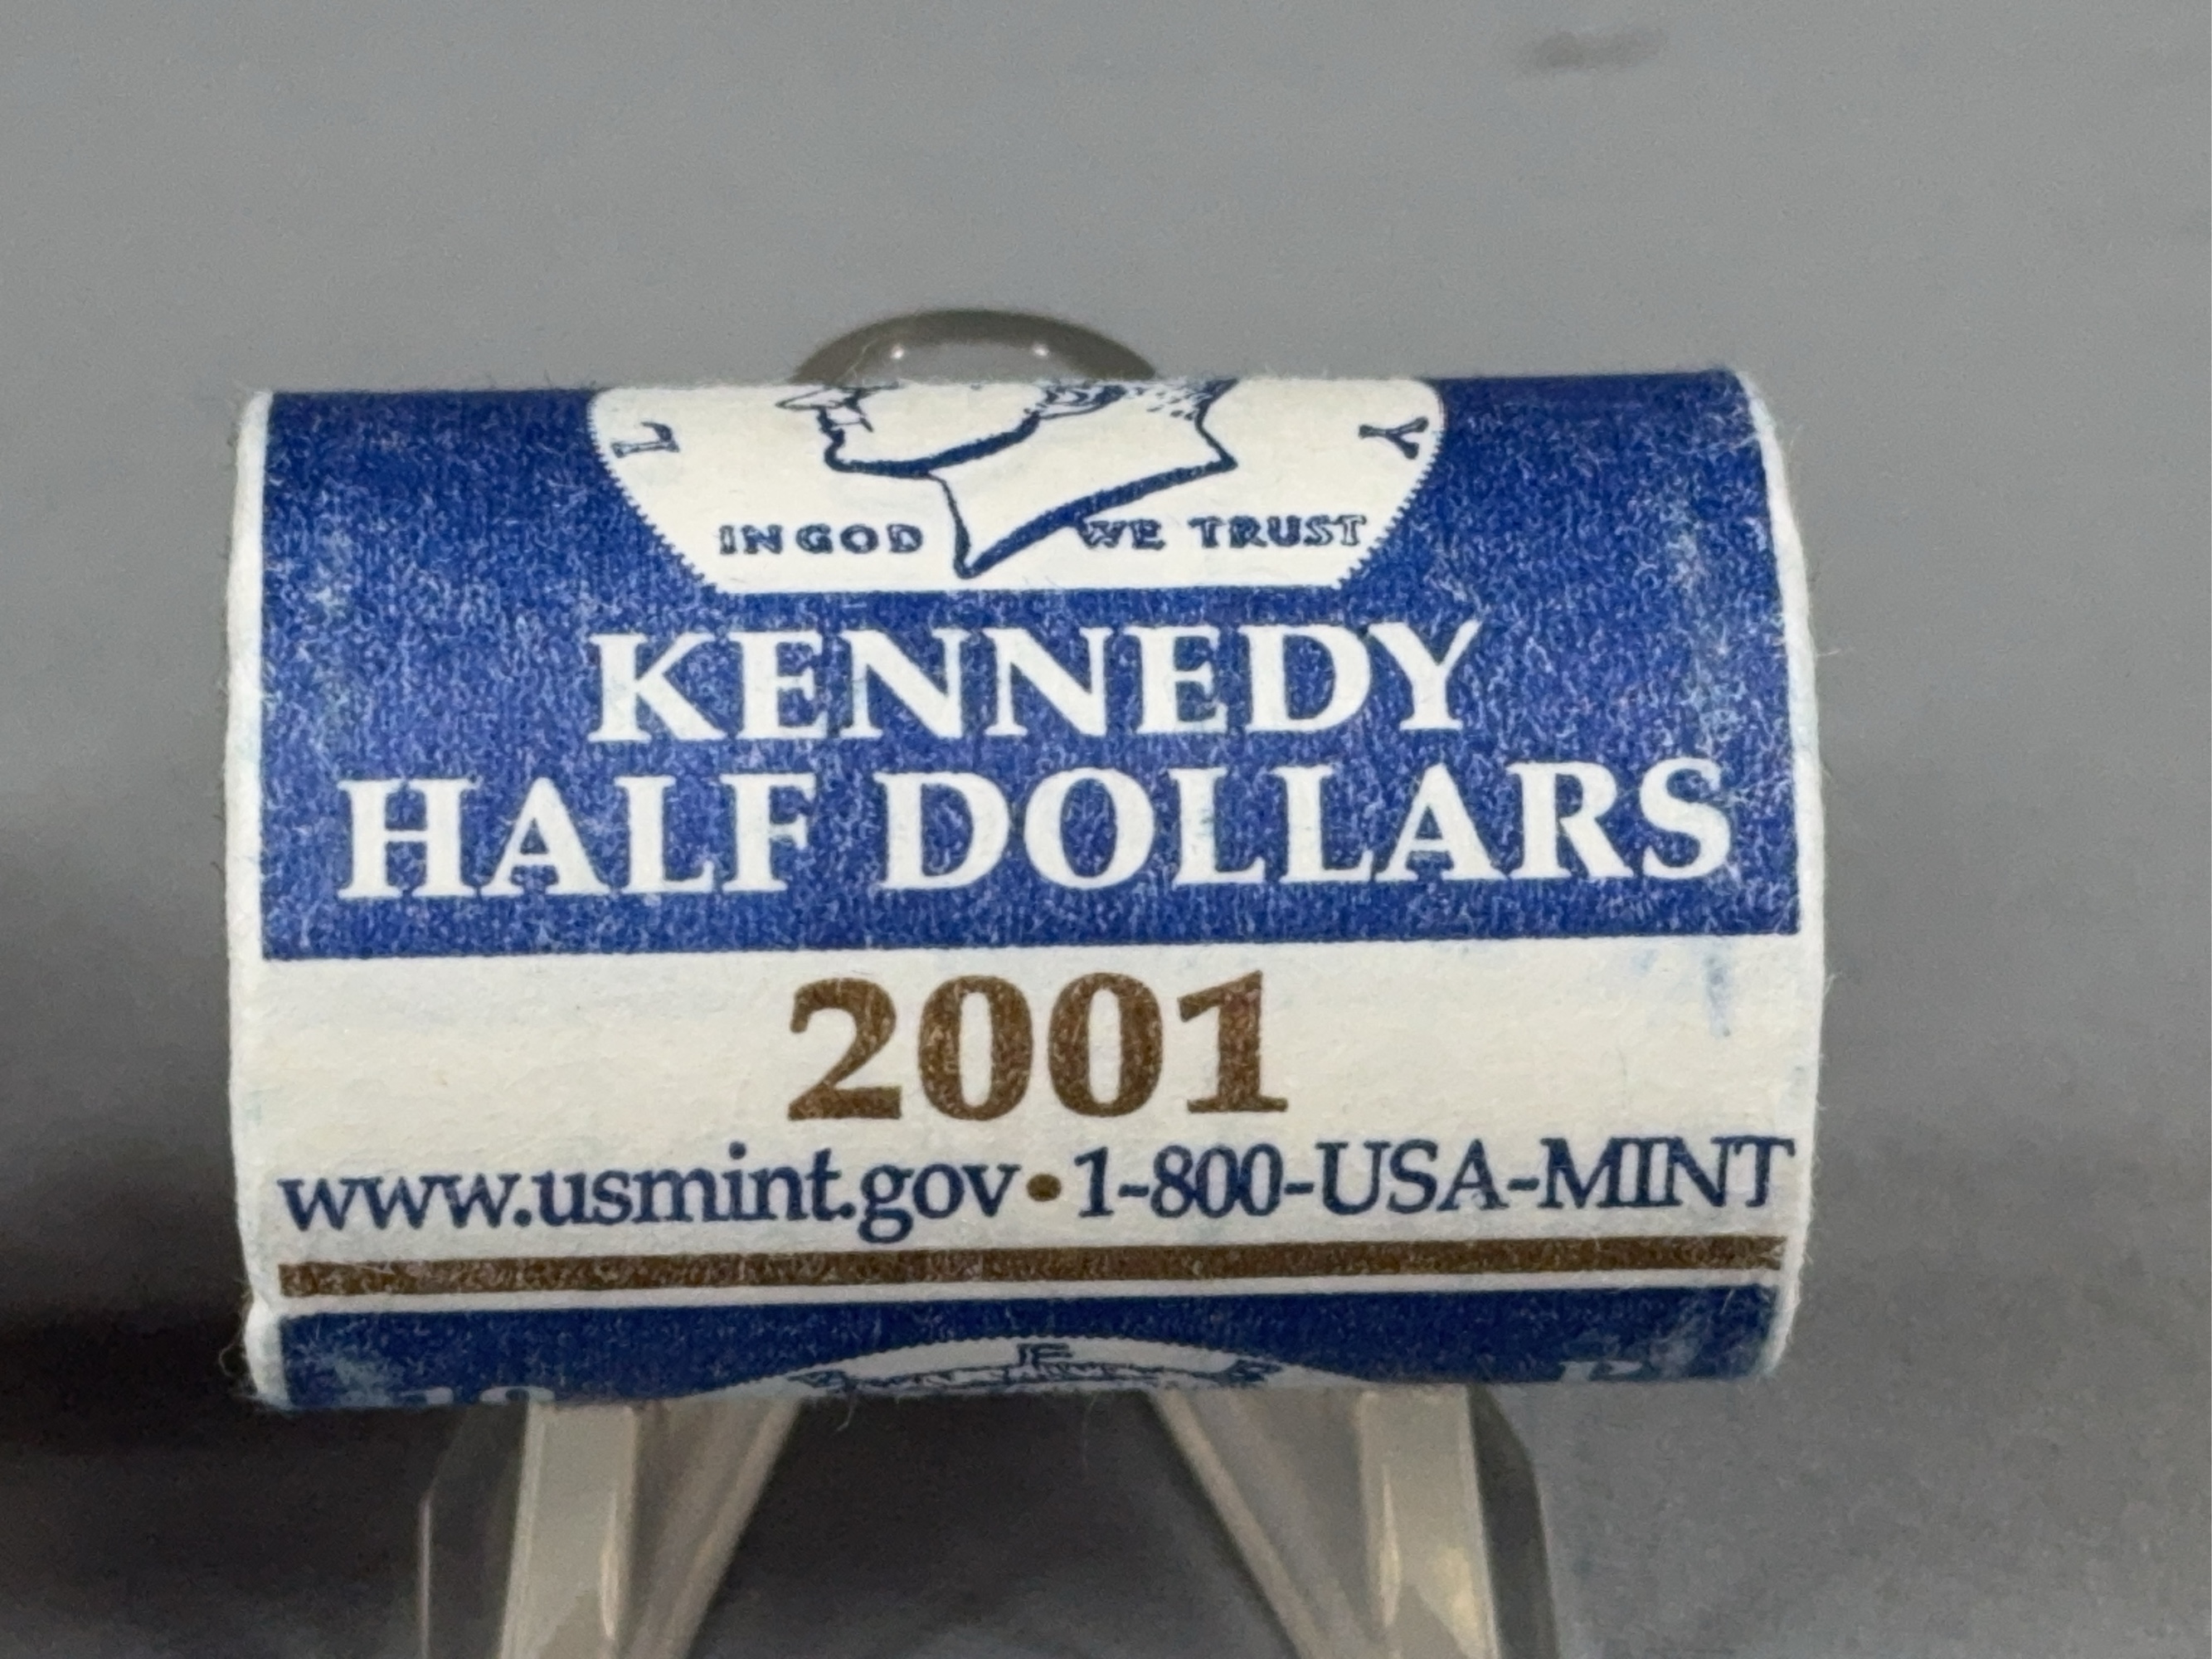 L Y
IN GOD WE TRUST
KENNEDY
HALF DOLLARS
2001
www.usmint.gov•1-800-USA-MINT